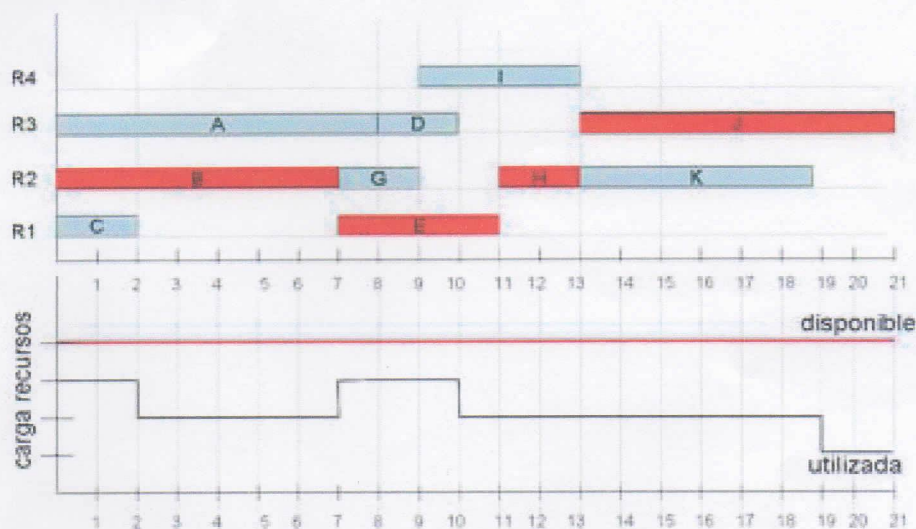 R4 I
R3 A D J
R2 B G H K
R1 C E
1 2 3 4 5 6 7 8 9 10 11 12 13 14 15 16 17 18 19 20 21
disponible
carga recursos
utilizada
1 2 3 4 5 6 7 8 9 10 11 12 13 14 15 16 17 18 19 20 21